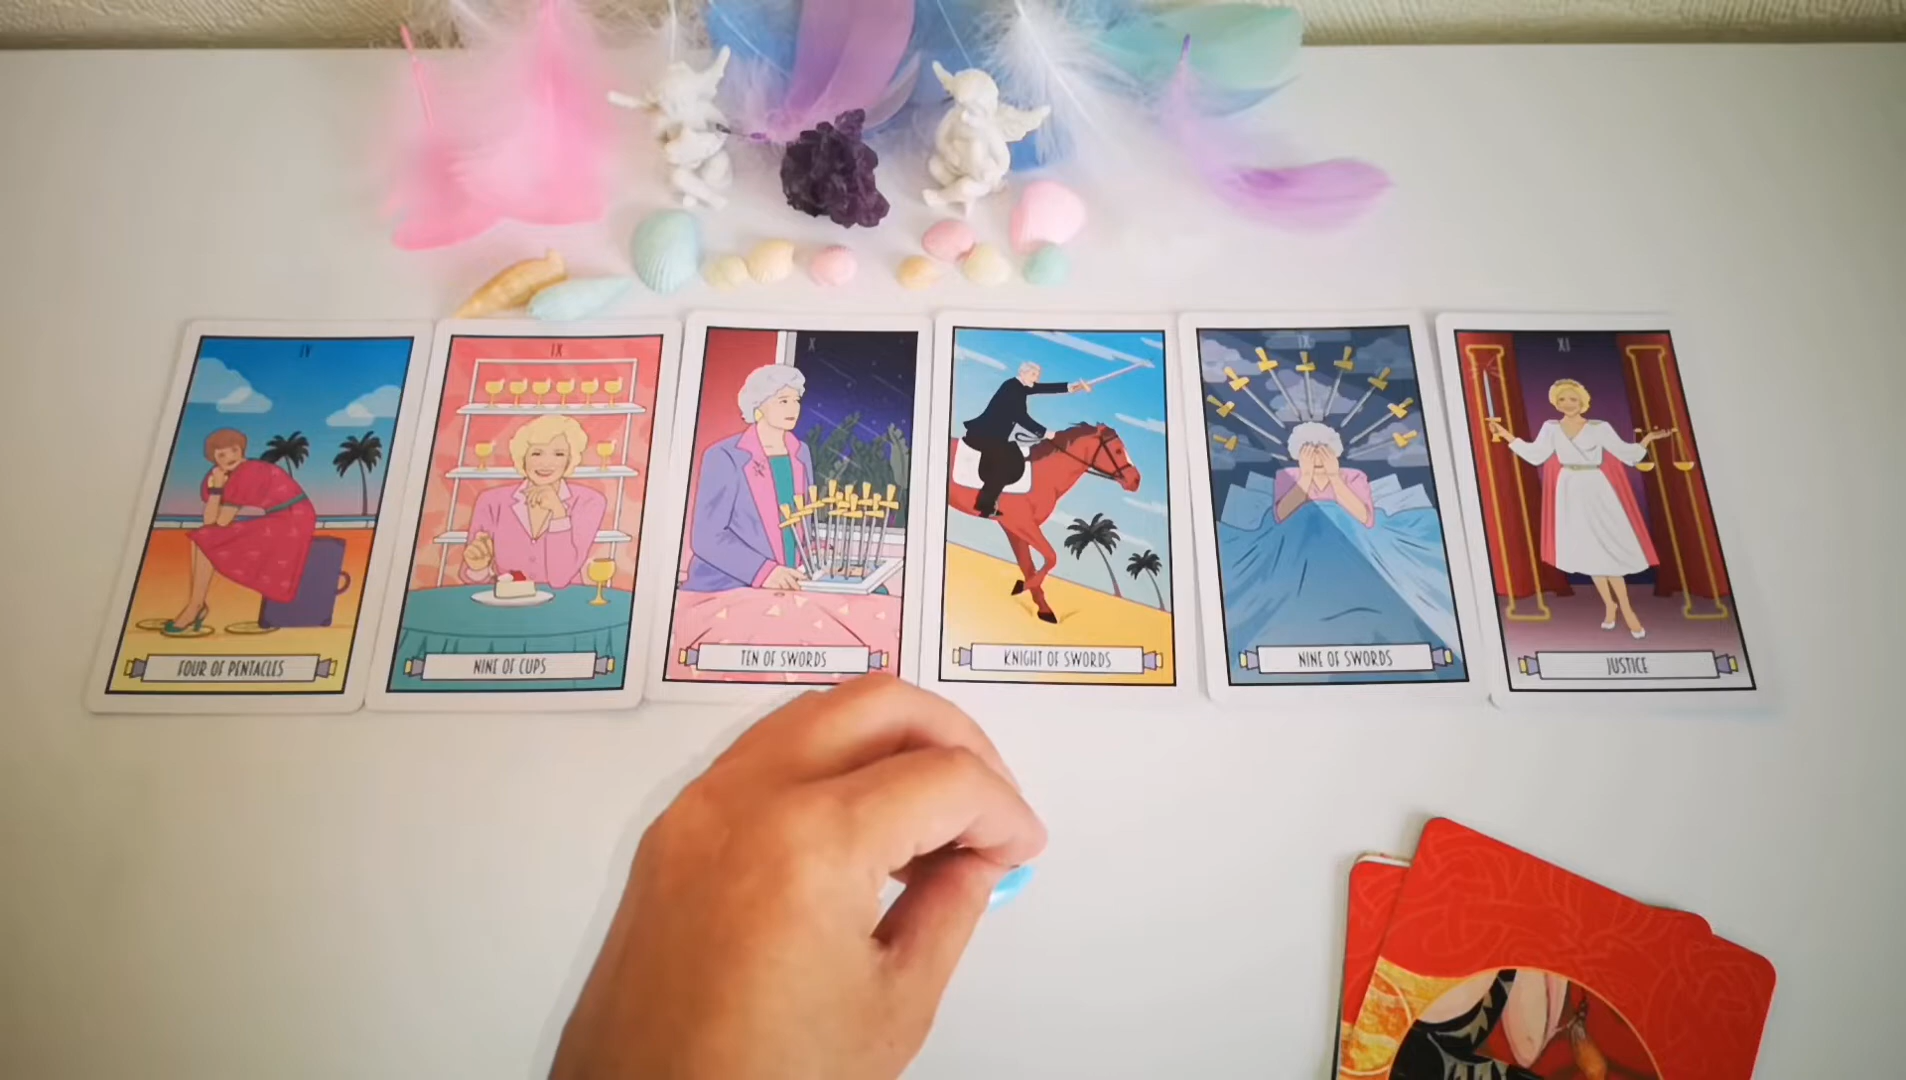 IV
IX
X
IX
XI
FOUR OF PENTACLES
NINE OF CUPS
TEN OF SWORDS
KNIGHT OF SWORDS
NINE OF SWORDS
JUSTICE